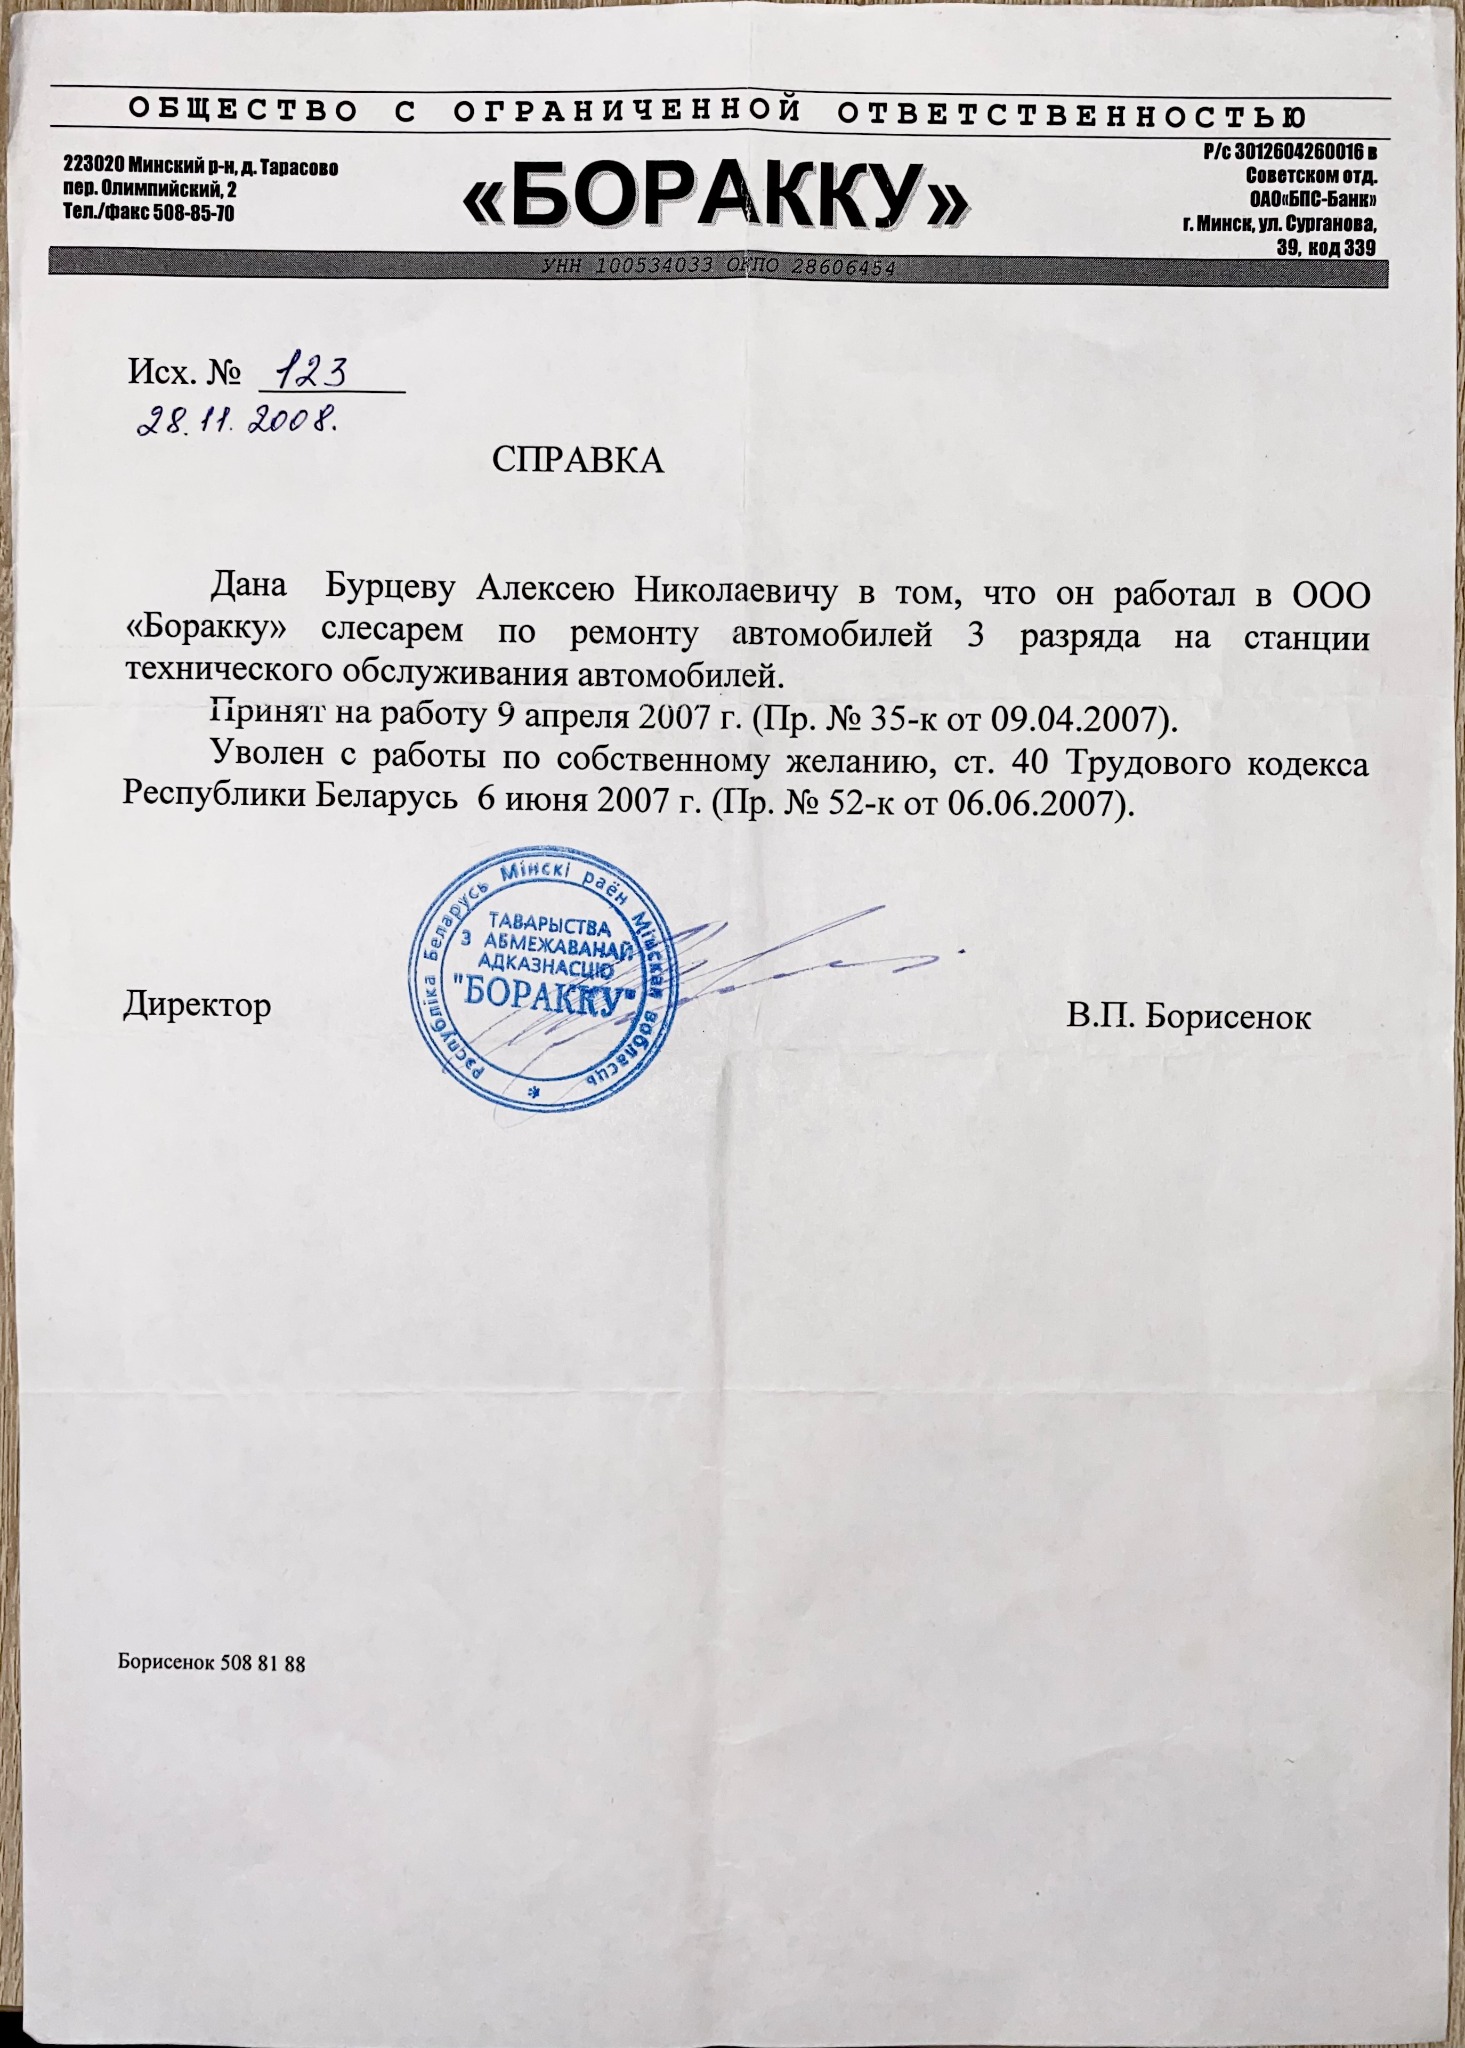 ОБЩЕСТВО С ОГРАНИЧЕННОЙ ОТВЕТСТВЕННОСТЬЮ
223020 Минский р-н, д. Тарасово
пер. Олимпийский, 2
Тел./факс 508-85-70
«БОРАККУ»
Р/с 3012604260016 в
Советском отд.
ОАО«БПС-Банк»
г. Минск, ул. Сурганова,
39, код 339
УНН 100534033 ОКПО 28606454
Исх. № 123
28.11.2008.
СПРАВКА
Дана Бурцеву Алексею Николаевичу в том, что он работал в ООО
«Боракку» слесарем по ремонту автомобилей 3 разряда на станции
технического обслуживания автомобилей.
Принят на работу 9 апреля 2007 г. (Пр. № 35-к от 09.04.2007).
Уволен с работы по собственному желанию, ст. 40 Трудового кодекса
Республики Беларусь 6 июня 2007 г. (Пр. № 52-к от 06.06.2007).
Рэспубліка Беларусь Мінскі раён Мінская вобласць
ТАВАРЫСТВА
З АБМЕЖАВАНАЙ
АДКАЗНАСЦЮ
"БОРАККУ"
*
Директор
В.П. Борисенок
Борисенок 508 81 88